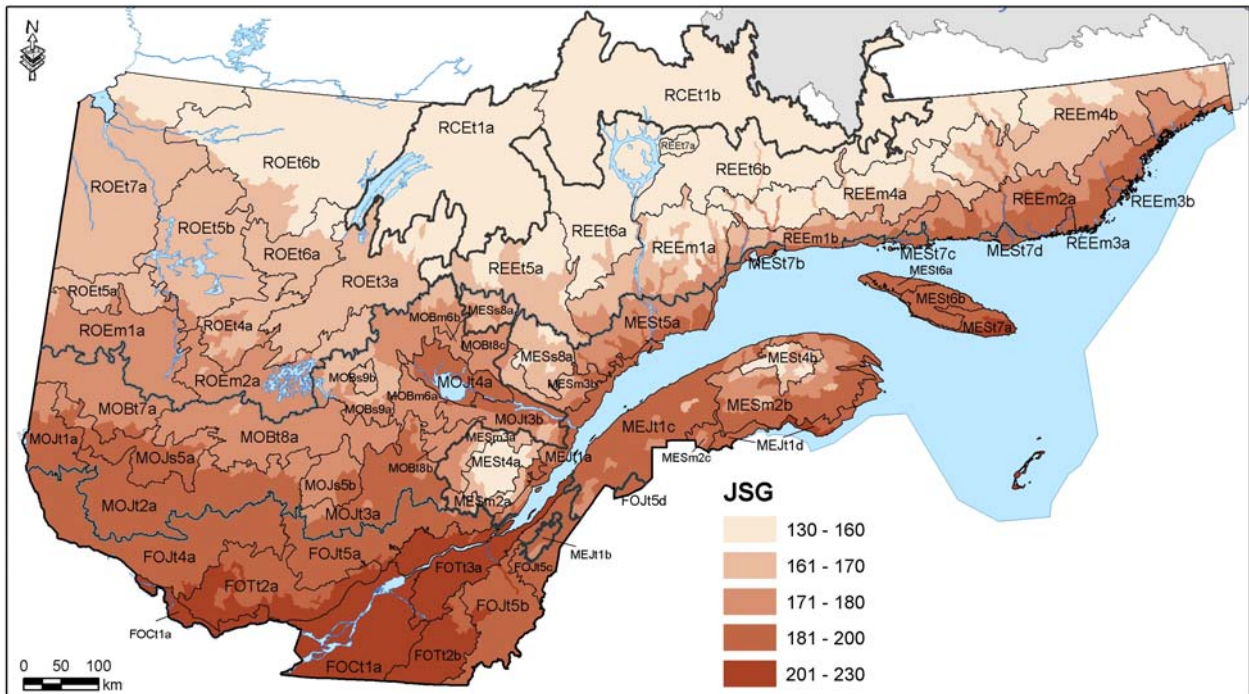 N
RCEt1b
RCEt1a
REEm4b
REEt7a
ROEt6b
REEt6b
ROEt7a
REEm4a
REEm2a
REEm3b
ROEt5b
REEt6a
REEm1a
REEm1b
REEm3a
ROEt6a
REEt5a
MESt7b
MESt7c
MESt7d
MESt6a
ROEt3a
ROEt5a
MESt6b
MOBm6b
MESs8a
MESt5a
MESt7a
ROEm1a
ROEt4a
MOBt8c
MESs8a
MESt4b
ROEm2a
MOBs9b
MOJt4a
MESm3b
MOBm6a
MESm2b
MOBt7a
MOBs9a
MOJt3b
MEJt1c
MOJt1a
MOBt8a
MESm3a
MEJt1d
MOJs5a
MOBt8b
MESt4a
MEJt1a
MESm2c
MOJs5b
MESm2a
FOJt5d
MOJt2a
MOJt3a
FOJt4a
FOJt5a
MEJt1b
FOTt3a
FOJt5c
FOTt2a
FOJt5b
FOCt1a
FOCt1a
FOTt2b
JSG
130 - 160
161 - 170
171 - 180
181 - 200
201 - 230
0 50 100
km